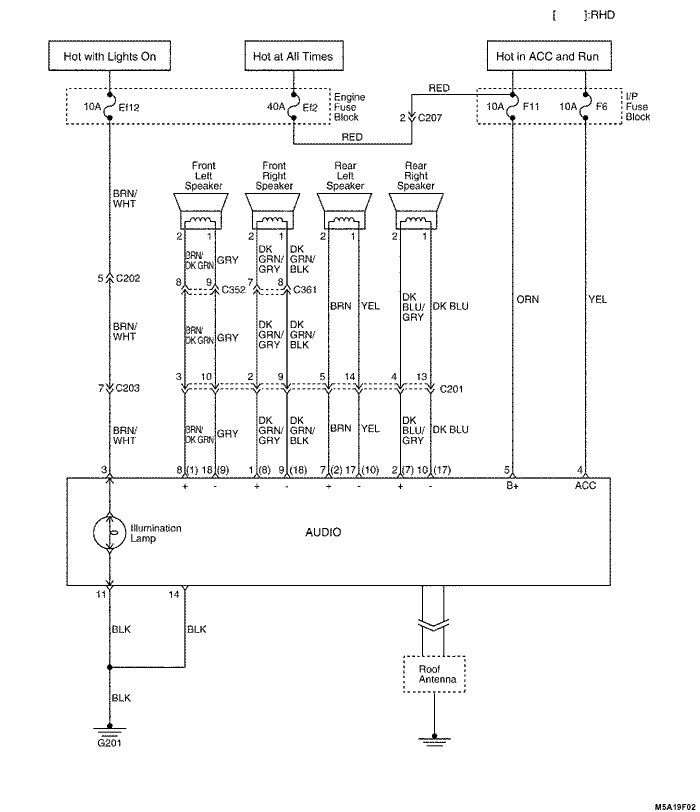 [ ]:RHD
Hot with Lights On
Hot at All Times
Hot in ACC and Run
10A Ef12
40A Ef2
Engine
Fuse
Block
RED
2 C207
RED
10A F11
10A F6
I/P
Fuse
Block
Front
Left
Speaker
Front
Right
Speaker
Rear
Left
Speaker
Rear
Right
Speaker
2 1 2 1 2 1 2 1
BRN/
WHT
BRN/
DK GRN
GRY
DK
GRN/
GRY
DK
GRN/
BLK
5 C202
8 9 C352
7 8 C361
BRN YEL
DK
BLU/
GRY
DK BLU
ORN
YEL
BRN/
WHT
BRN/
DK GRN
GRY
DK
GRN/
GRY
DK
GRN/
BLK
7 C203
3 10 2 9 5 14 4 13 C201
BRN/
WHT
BRN/
DK GRN
GRY
DK
GRN/
GRY
DK
GRN/
BLK
BRN YEL
DK
BLU/
GRY
DK BLU
3 8 (1) 18 (9) 1 (8) 9 (18) 7 (2) 17 (10) 2 (7) 10 (17) 5 4
+ - + - + - + - B+ ACC
Illumination
Lamp
AUDIO
11 14
BLK BLK
BLK
G201
Roof
Antenna
M5A19F02